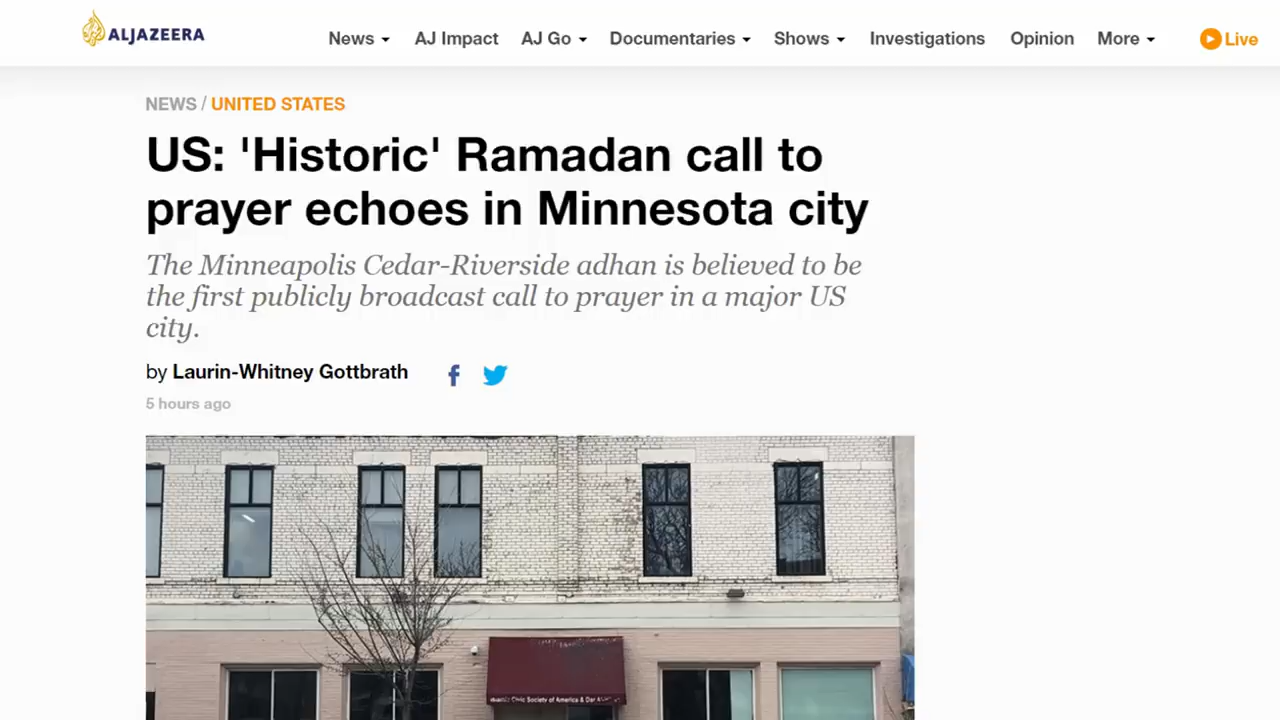 ALJAZEERA
News AJ Impact AJ Go Documentaries Shows Investigations Opinion More Live
NEWS / UNITED STATES
US: 'Historic' Ramadan call to
prayer echoes in Minnesota city
The Minneapolis Cedar-Riverside adhan is believed to be
the first publicly broadcast call to prayer in a major US
city.
by Laurin-Whitney Gottbrath
5 hours ago
Civic Society of America & Dar